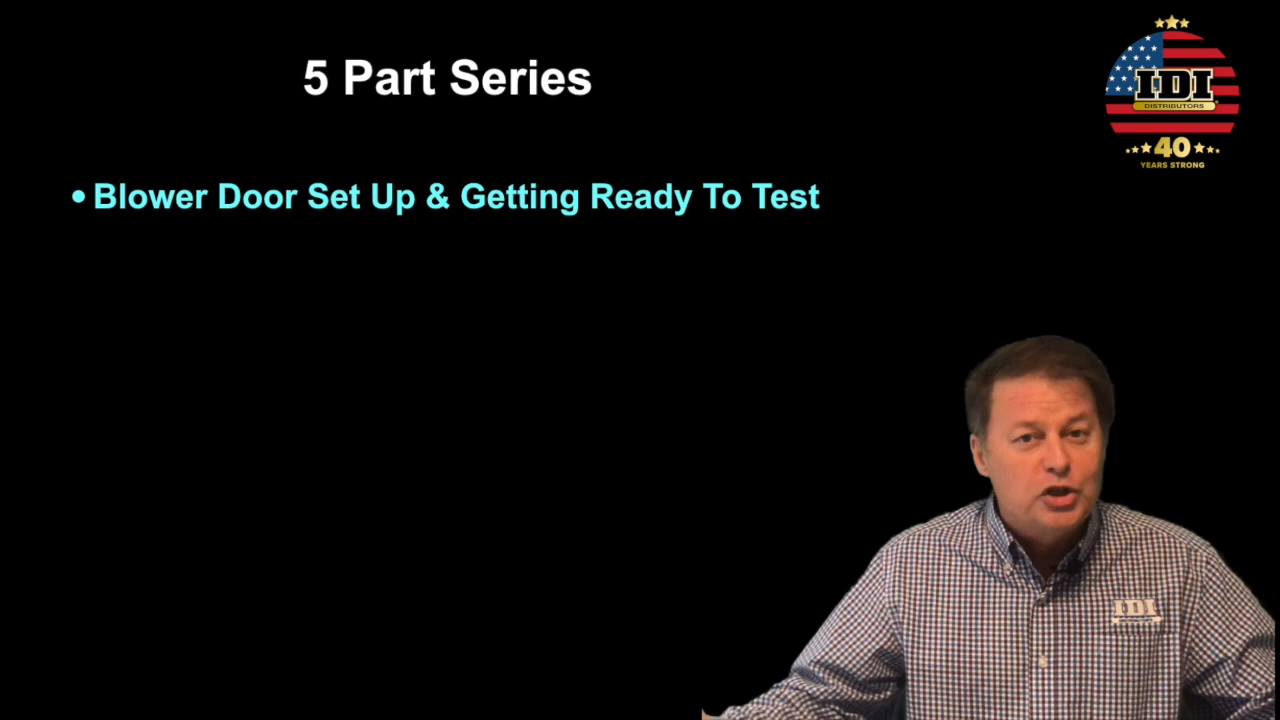 5 Part Series
IDI
DISTRIBUTORS
40
YEARS STRONG
• Blower Door Set Up & Getting Ready To Test
IDI